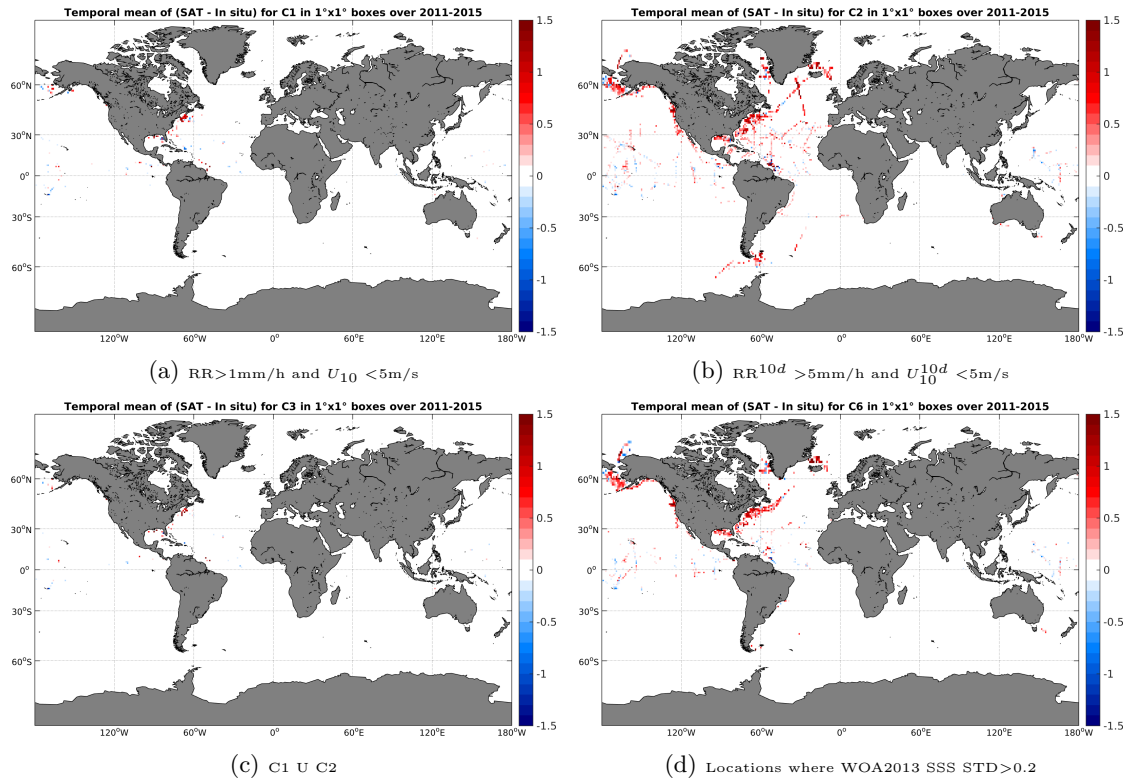 Temporal mean of (SAT - In situ) for C1 in 1°x1° boxes over 2011-2015
1.5
1
0.5
0
-0.5
-1
-1.5
60°N
30°N
0°
30°S
60°S
120°W 60°W 0° 60°E 120°E 180°W
(a) RR>1mm/h and U10 <5m/s
Temporal mean of (SAT - In situ) for C2 in 1°x1° boxes over 2011-2015
1.5
1
0.5
0
-0.5
-1
-1.5
60°N
30°N
0°
30°S
60°S
120°W 60°W 0° 60°E 120°E 180°W
(b) RR10d >5mm/h and U10d10 <5m/s
Temporal mean of (SAT - In situ) for C3 in 1°x1° boxes over 2011-2015
1.5
1
0.5
0
-0.5
-1
-1.5
60°N
30°N
0°
30°S
60°S
120°W 60°W 0° 60°E 120°E 180°W
(c) C1 U C2
Temporal mean of (SAT - In situ) for C6 in 1°x1° boxes over 2011-2015
1.5
1
0.5
0
-0.5
-1
-1.5
60°N
30°N
0°
30°S
60°S
120°W 60°W 0° 60°E 120°E 180°W
(d) Locations where WOA2013 SSS STD>0.2